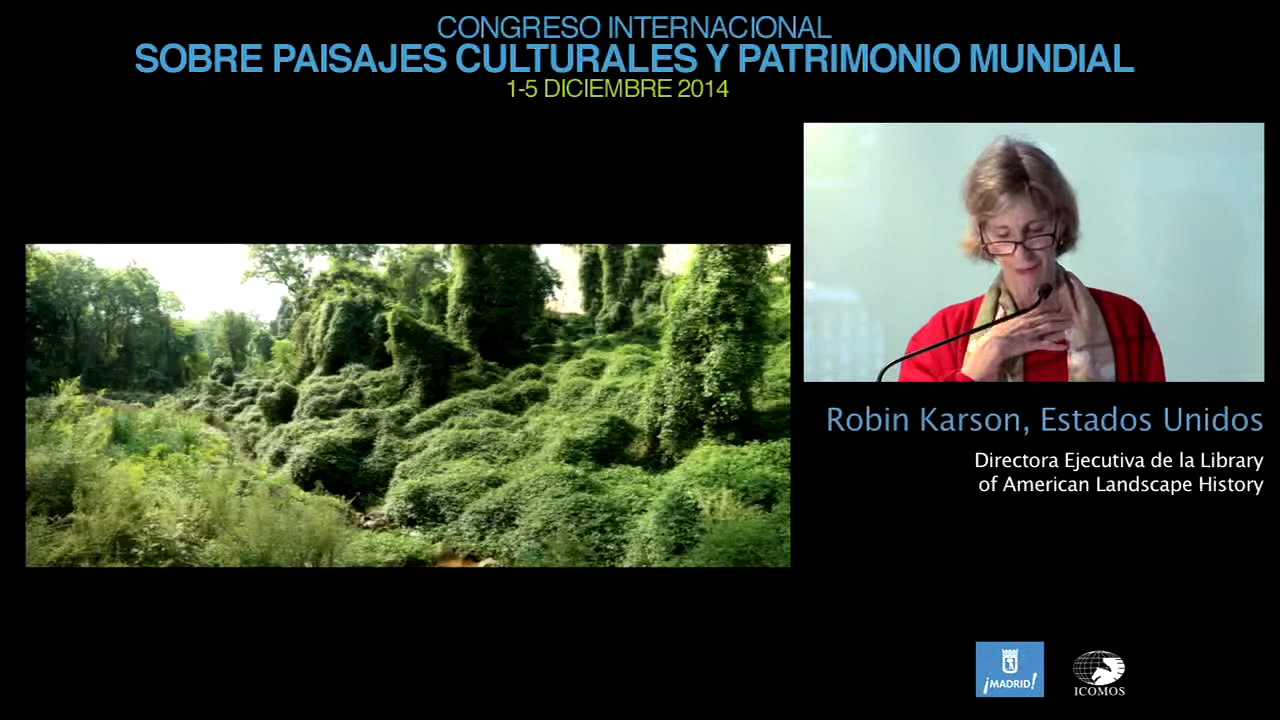 CONGRESO INTERNACIONAL
SOBRE PAISAJES CULTURALES Y PATRIMONIO MUNDIAL
1-5 DICIEMBRE 2014
Robin Karson, Estados Unidos
Directora Ejecutiva de la Library
of American Landscape History
¡MADRID!
ICOMOS